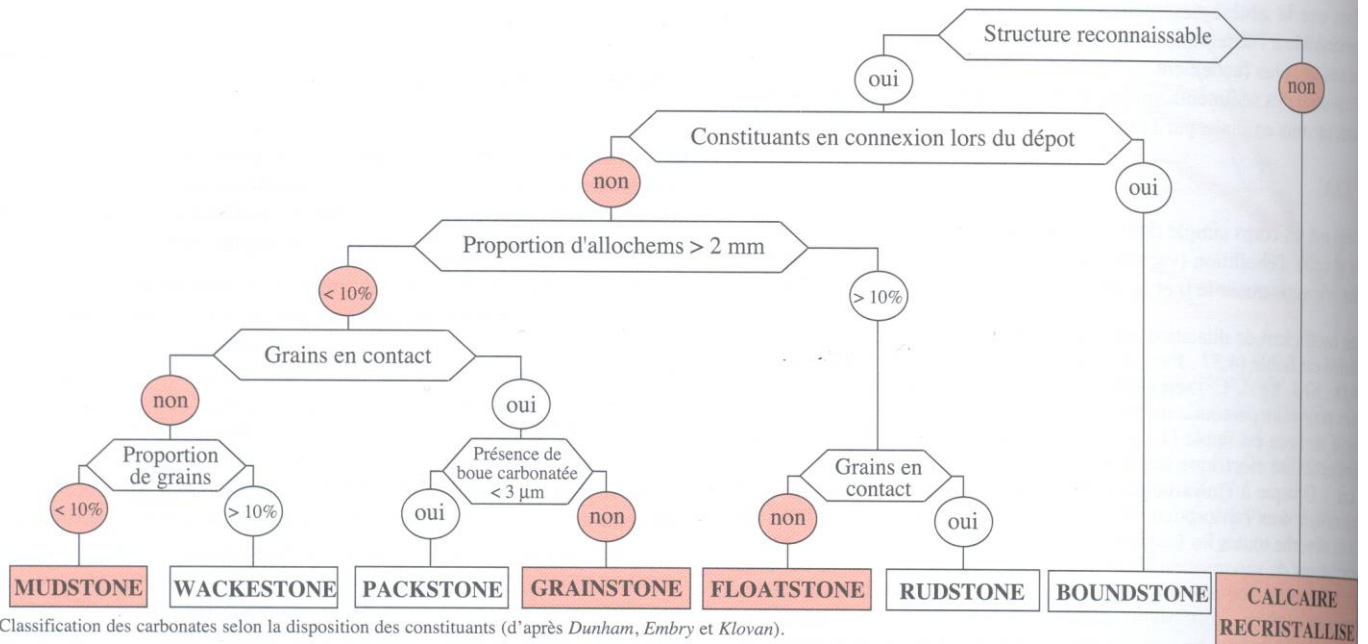 Structure reconnaissable
oui
non
Constituants en connexion lors du dépot
non
oui
Proportion d'allochems > 2 mm
< 10%
> 10%
Grains en contact
non
oui
Proportion
de grains
Présence de
boue carbonatée
< 3 µm
Grains en
contact
< 10%
> 10%
oui
non
non
oui
MUDSTONE
WACKESTONE
PACKSTONE
GRAINSTONE
FLOATSTONE
RUDSTONE
BOUNDSTONE
CALCAIRE
RECRISTALLISE
Classification des carbonates selon la disposition des constituants (d'après Dunham, Embry et Klovan).